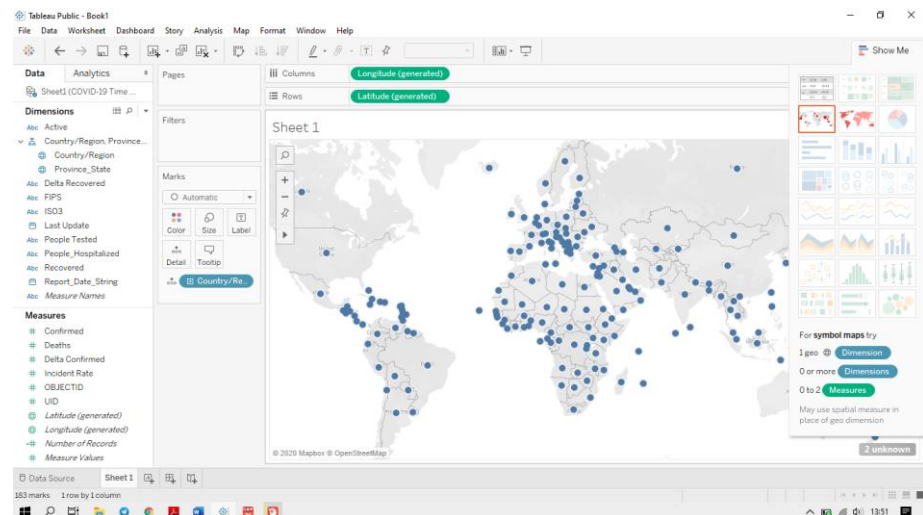 Tableau Public - Book1
File Data Worksheet Dashboard Story Analysis Map Format Window Help
Show Me
Data Analytics
Sheet1 (COVID-19 Time ...
Dimensions
Abc Active
Country/Region, Province...
Country/Region
Province_State
Abc Delta Recovered
Abc FIPS
Abc ISO3
Last Update
Abc People Tested
Abc People_Hospitalized
Abc Recovered
Report_Date_String
Abc Measure Names
Measures
# Confirmed
# Deaths
# Delta Confirmed
# Incident Rate
# OBJECTID
# UID
Latitude (generated)
Longitude (generated)
# Number of Records
# Measure Values
Pages
Filters
Marks
Automatic
Color Size Label
Detail Tooltip
Country/Re...
Columns Longitude (generated)
Rows Latitude (generated)
Sheet 1
© 2020 Mapbox © OpenStreetMap
For symbol maps try
1 geo Dimension
0 or more Dimensions
0 to 2 Measures
May use spatial measure in
place of geo dimension
2 unknown
Data Source Sheet 1
183 marks 1 row by 1 column
13:51